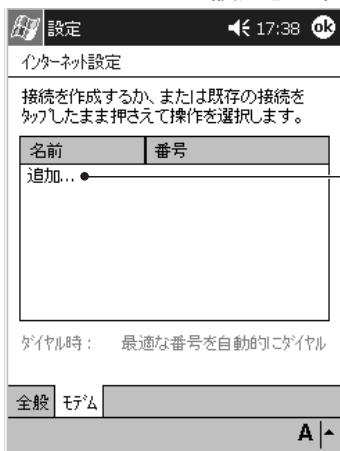 設定 17:38 ok
インターネット設定
接続を作成するか、または既存の接続を
タップしたまま押さえて操作を選択します。
名前 番号
追加...
ダイヤル時: 最適な番号を自動的にダイヤル
全般 モデム
A